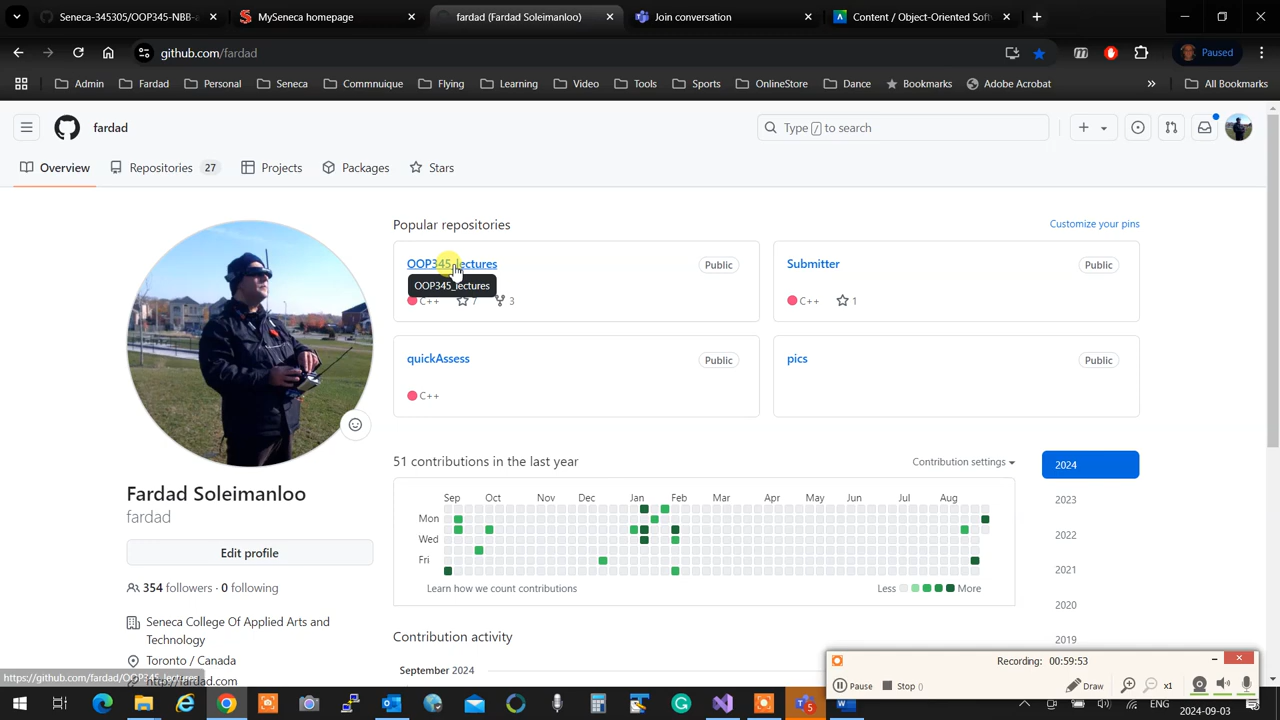 Seneca-345305/OOP345-NBB-
MySeneca homepage
fardad (Fardad Soleimanloo)
Join conversation
Content / Object-Oriented Soft
github.com/fardad
Paused
Admin
Fardad
Personal
Seneca
Commnuique
Flying
Learning
Video
Tools
Sports
OnlineStore
Dance
Bookmarks
Adobe Acrobat
All Bookmarks
fardad
Type / to search
Overview
Repositories 27
Projects
Packages
Stars
Popular repositories
Customize your pins
OOP345_lectures
Public
OOP345_lectures
C++ 7 3
Submitter
Public
C++ 1
quickAssess
Public
C++
pics
Public
51 contributions in the last year
Contribution settings
2024
2023
2022
2021
2020
2019
Sep Oct Nov Dec Jan Feb Mar Apr May Jun Jul Aug
Mon
Wed
Fri
Learn how we count contributions
Less More
Fardad Soleimanloo
fardad
Edit profile
354 followers · 0 following
Seneca College Of Applied Arts and
Technology
Toronto / Canada
http://fardad.com
Contribution activity
September 2024
https://github.com/fardad/OOP345_lectures
Recording: 00:59:53
Pause
Stop ()
Draw
x1
ENG
2024-09-03